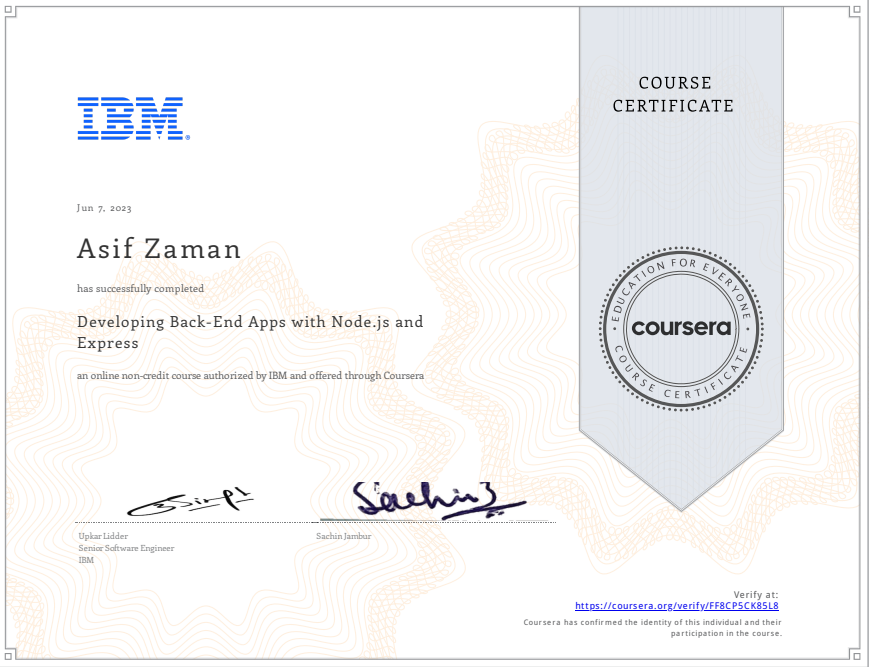 COURSE
CERTIFICATE
IBM®
Jun 7, 2023
Asif Zaman
has successfully completed
Developing Back-End Apps with Node.js and
Express
an online non-credit course authorized by IBM and offered through Coursera
EDUCATION FOR EVERYONE
coursera
COURSE CERTIFICATE
Sachin
Upkar Lidder
Senior Software Engineer
IBM
Sachin Jambur
Verify at:
https://coursera.org/verify/FF8CP5CK85L8
Coursera has confirmed the identity of this individual and their
participation in the course.